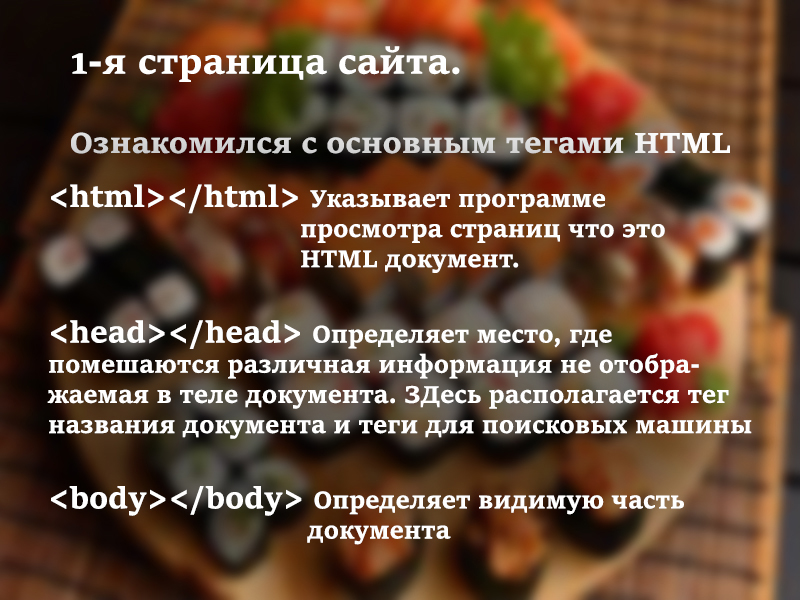 1-я страница сайта.
Ознакомился с основным тегами HTML
<html></html> Указывает программе
просмотра страниц что это
HTML документ.
<head></head> Определяет место, где
помешаются различная информация не отобра-
жаемая в теле документа. ЗДесь располагается тег
названия документа и теги для поисковых машины
<body></body> Определяет видимую часть
документа